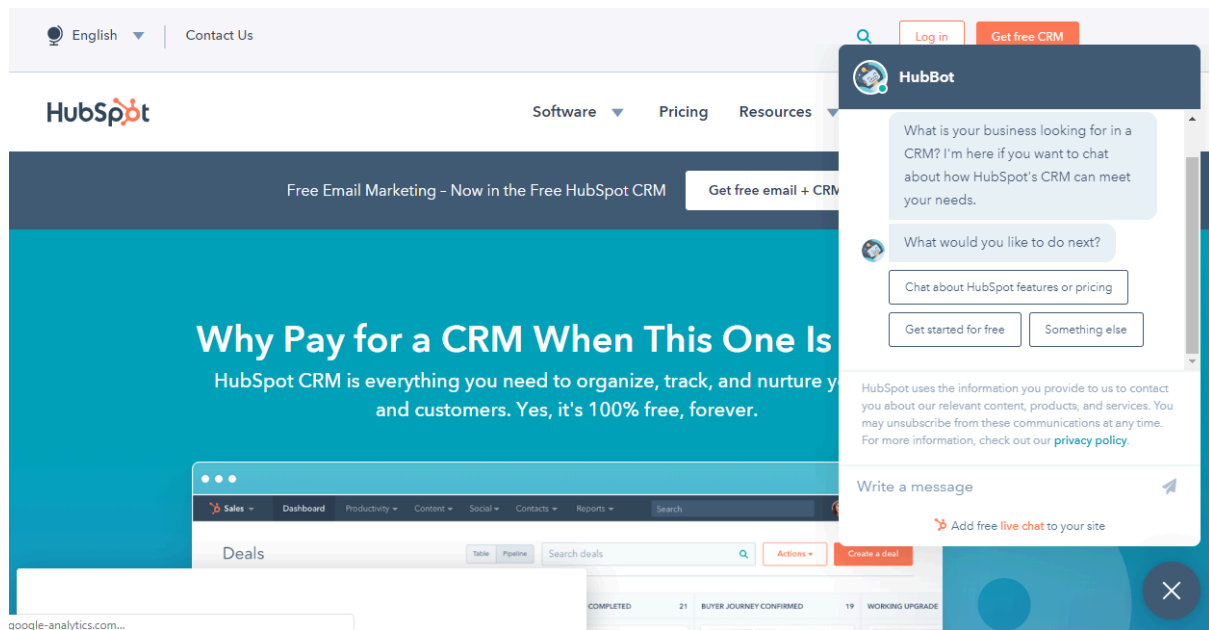 English
Contact Us
Log in
Get free CRM
HubSpot
Software
Pricing
Resources
Free Email Marketing - Now in the Free HubSpot CRM
Get free email + CRM
Why Pay for a CRM When This One Is
HubSpot CRM is everything you need to organize, track, and nurture
and customers. Yes, it's 100% free, forever.
Sales
Dashboard
Productivity
Content
Social
Contacts
Reports
Search
Deals
Table
Pipeline
Search deals
Actions
Create a deal
COMPLETED
21
BUYER JOURNEY CONFIRMED
19
WORKING UPGRADE
google-analytics.com...
HubBot
What is your business looking for in a
CRM? I'm here if you want to chat
about how HubSpot's CRM can meet
your needs.
What would you like to do next?
Chat about HubSpot features or pricing
Get started for free
Something else
HubSpot uses the information you provide to us to contact
you about our relevant content, products, and services. You
may unsubscribe from these communications at any time.
For more information, check out our privacy policy.
Write a message
Add free live chat to your site